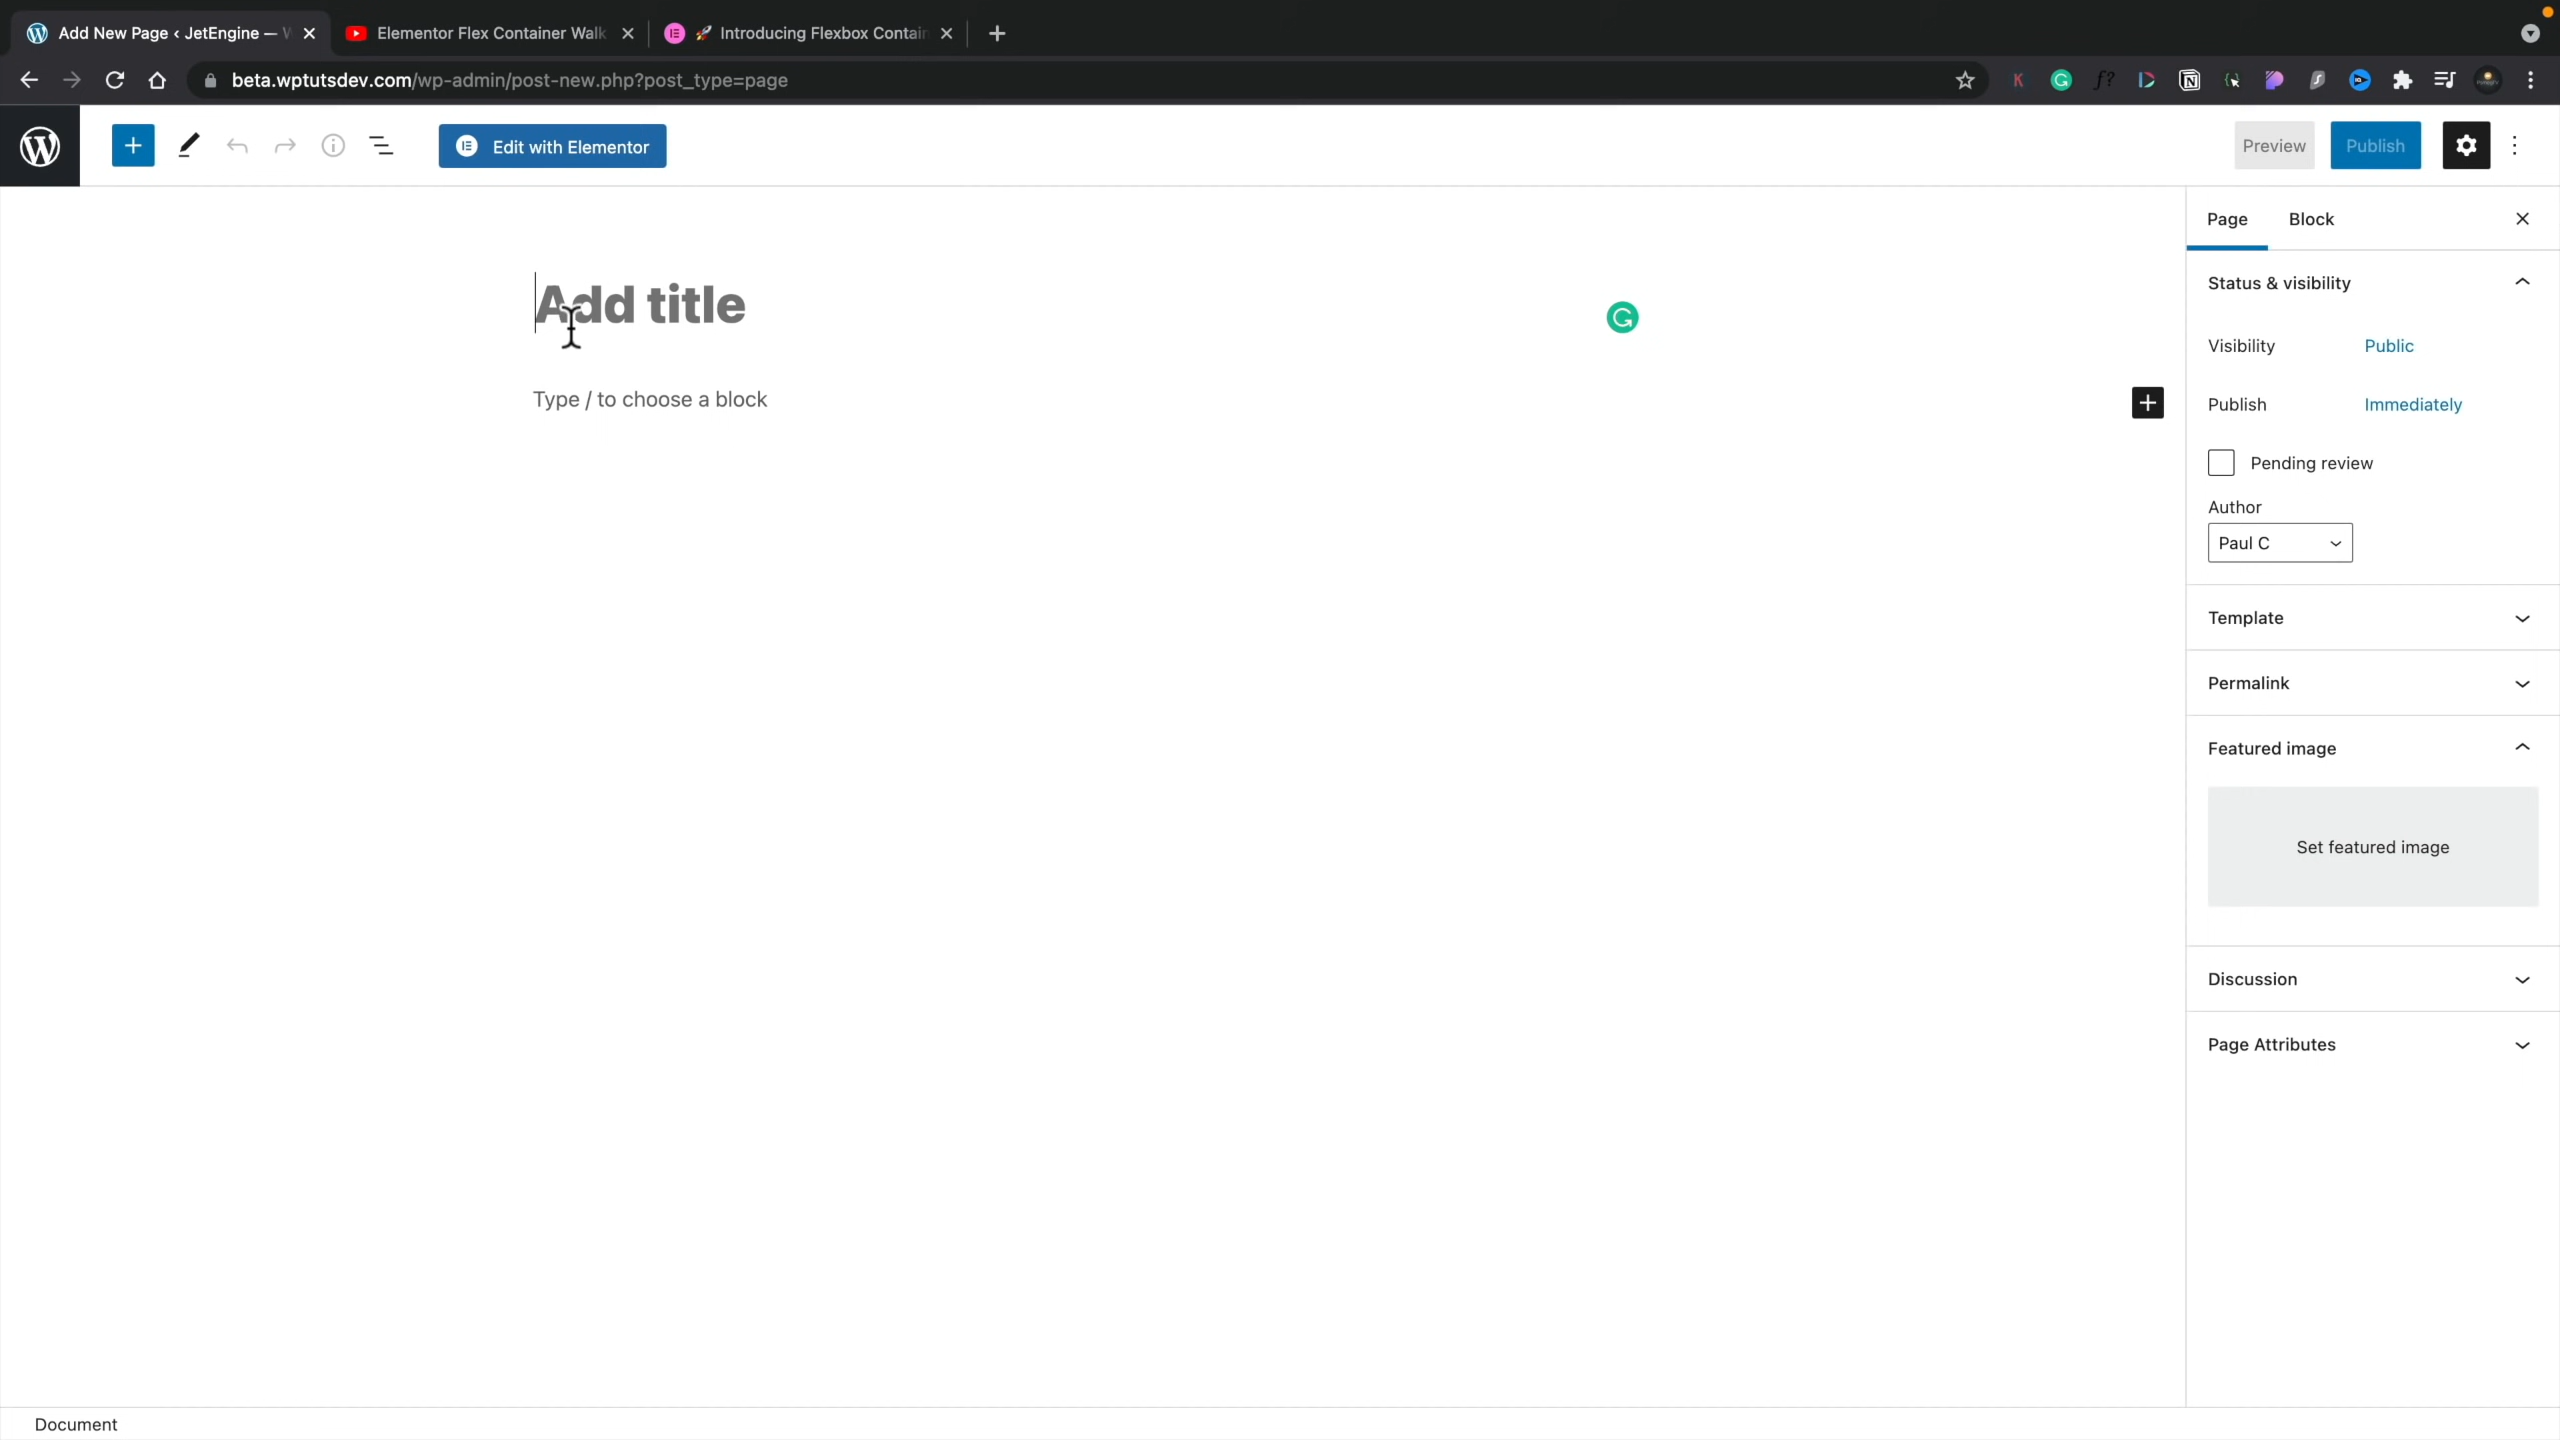 Add New Page ‹ JetEngine —
Elementor Flex Container Walk
🚀 Introducing Flexbox Contain
beta.wptutsdev.com/wp-admin/post-new.php?post_type=page
Edit with Elementor
Preview
Publish
Page
Block
Add title
Type / to choose a block
Status & visibility
Visibility
Public
Publish
Immediately
Pending review
Author
Paul C
Template
Permalink
Featured image
Set featured image
Discussion
Page Attributes
Document